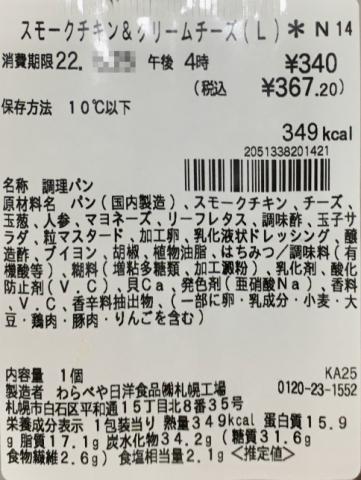 スモークチキン&クリームチーズ(L) * N 14
消費期限22. 午後 4時 ¥340
(税込 ¥367.20)
保存方法 10℃以下
349kcal
2051338201421
名称 調理パン
原材料名 パン(国内製造)、スモークチキン、チーズ、
玉葱、人参、マヨネーズ、リーフレタス、調味酢、玉子サ
ラダ、粒マスタード、加工卵、乳化液状ドレッシング、醸
造酢、ブイヨン、胡椒、植物油脂、はちみつ/調味料(有
機酸等)、糊料(増粘多糖類、加工澱粉)、乳化剤、酸化
防止剤(V.C)、貝Ca、発色剤(亜硝酸Na)、香料
、V.C、香辛料抽出物、(一部に卵・乳成分・小麦・大
豆・鶏肉・豚肉・りんごを含む)
内容量 1個 KA25
製造者 わらべや日洋食品㈱札幌工場 0120-23-1552
札幌市白石区平和通15丁目北8番35号
栄養成分表示 1包装当り 熱量349kcal 蛋白質15.9
g 脂質17.1g 炭水化物34.2g(糖質31.6g
食物繊維2.6g) 食塩相当量2.1g <推定値>